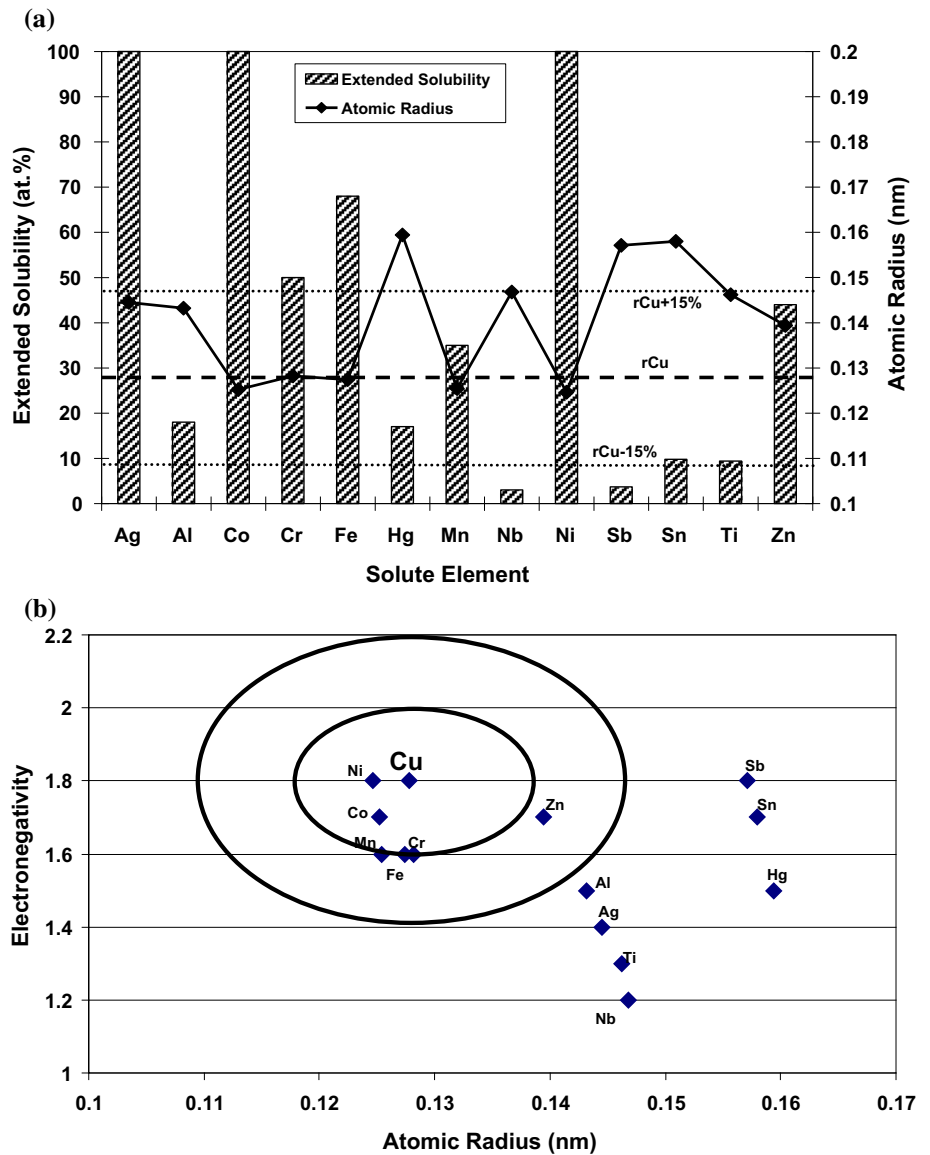 (a)
Extended Solubility
Atomic Radius
Extended Solubility (at.%)
100
90
80
70
60
50
40
30
20
10
0
0.2
0.19
0.18
0.17
0.16
0.15
0.14
0.13
0.12
0.11
0.1
Atomic Radius (nm)
rCu+15%
rCu
rCu-15%
Ag Al Co Cr Fe Hg Mn Nb Ni Sb Sn Ti Zn
Solute Element
(b)
Electronegativity
2.2
2
1.8
1.6
1.4
1.2
1
Ni Cu
Co
Mn Cr
Fe
Zn
Sb
Sn
Hg
Al
Ag
Ti
Nb
0.1 0.11 0.12 0.13 0.14 0.15 0.16 0.17
Atomic Radius (nm)